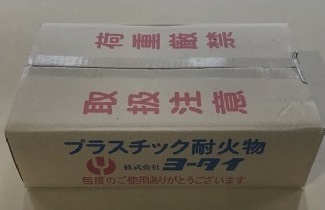 荷重厳禁
取扱注意
プラスチック耐火物
株式会社 ヨータイ
毎度のご使用ありがとうございます